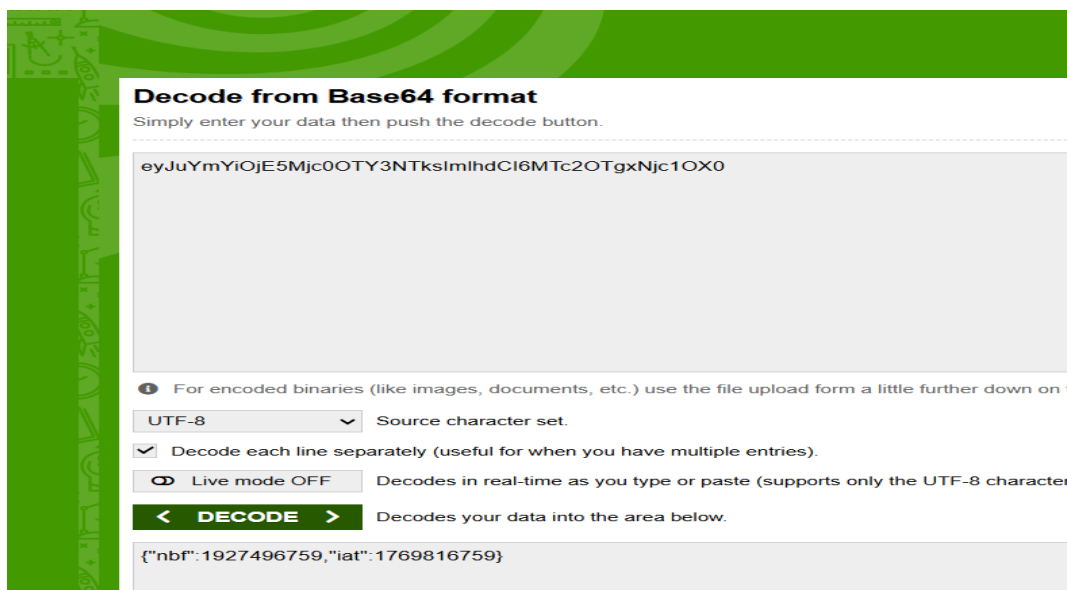 Decode from Base64 format
Simply enter your data then push the decode button.
eyJuYmYiOjE5Mjc0OTY3NTksImlhdCI6MTc2OTgxNjc1OX0
For encoded binaries (like images, documents, etc.) use the file upload form a little further down on
UTF-8 Source character set.
Decode each line separately (useful for when you have multiple entries).
Live mode OFF Decodes in real-time as you type or paste (supports only the UTF-8 character
< DECODE > Decodes your data into the area below.
{"nbf":1927496759,"iat":1769816759}